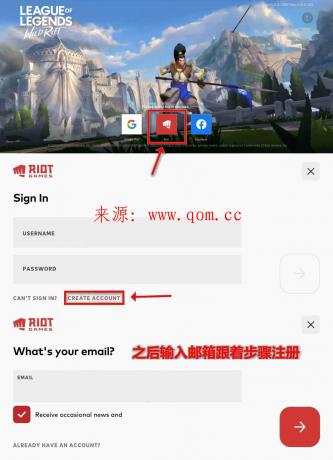 LEAGUE OF
LEGENDS
WILD RIFT
RIOT
GAMES
Sign In
来源: www.qom.cc
USERNAME
PASSWORD
CAN'T SIGN IN?
CREATE ACCOUNT
RIOT
GAMES
What's your email?
之后输入邮箱跟着步骤注册
EMAIL
Receive occasional news and
ALREADY HAVE AN ACCOUNT?